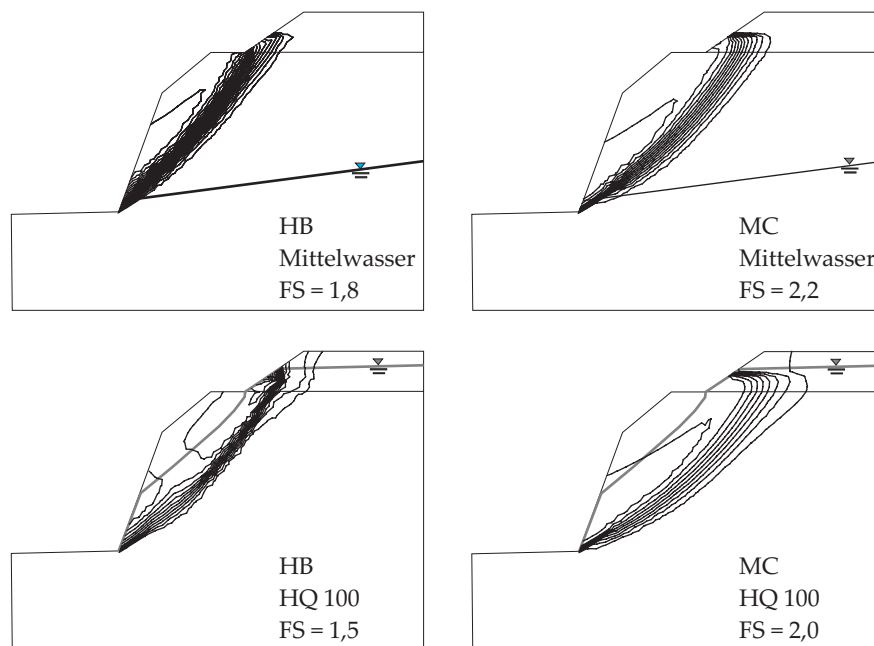 HB
Mittelwasser
FS = 1,8
MC
Mittelwasser
FS = 2,2
HB
HQ 100
FS = 1,5
MC
HQ 100
FS = 2,0